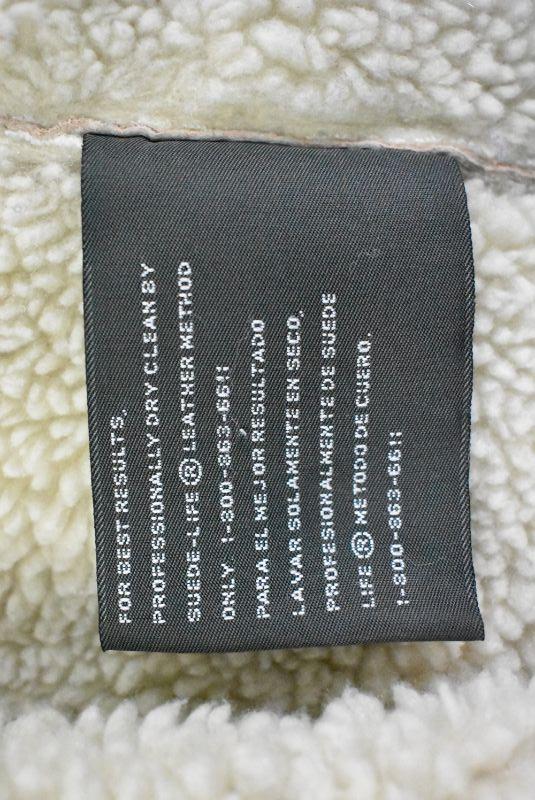 FOR BEST RESULTS,
PROFESSIONALLY DRY CLEAN BY
SUEDE-LIFE ® LEATHER METHOD
ONLY. 1-800-863-6611
PARA EL MEJOR RESULTADO
LAVAR SOLAMENTE EN SECO,
PROFESIONALMENTE DE SUEDE
LIFE ® METODO DE CUERO.
1-800-863-6611